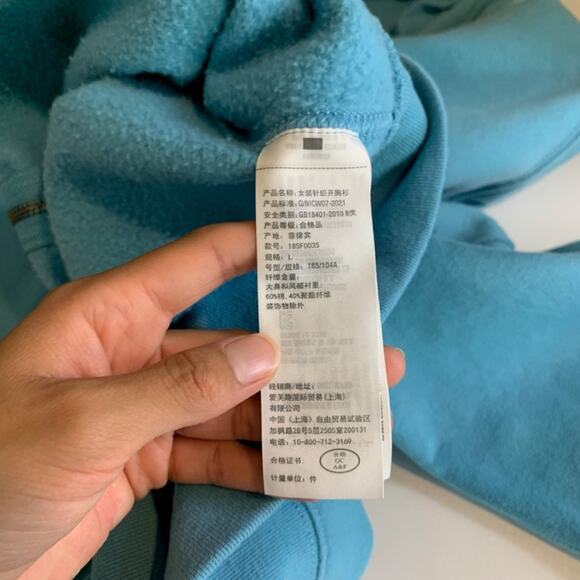 产品名称: 女装针织开胸衫
产品标准: Q/NICW07-2021
安全类别: GB18401-2010 B类
产品等级: 合格品
产地: 菲律宾
款号: 185F0035
规格: L
号型/规格: 165/104A
纤维含量:
大身和风帽衬里
60%棉, 40%聚酯纤维
装饰物除外
经销商/地址:
爱芙趣国际贸易(上海)
有限公司
中国(上海)自由贸易试验区
加枫路28号5层2505室200131
电话: 10-800-712-3169
合格证书:
合格
QC
A&F
计量单位: 件